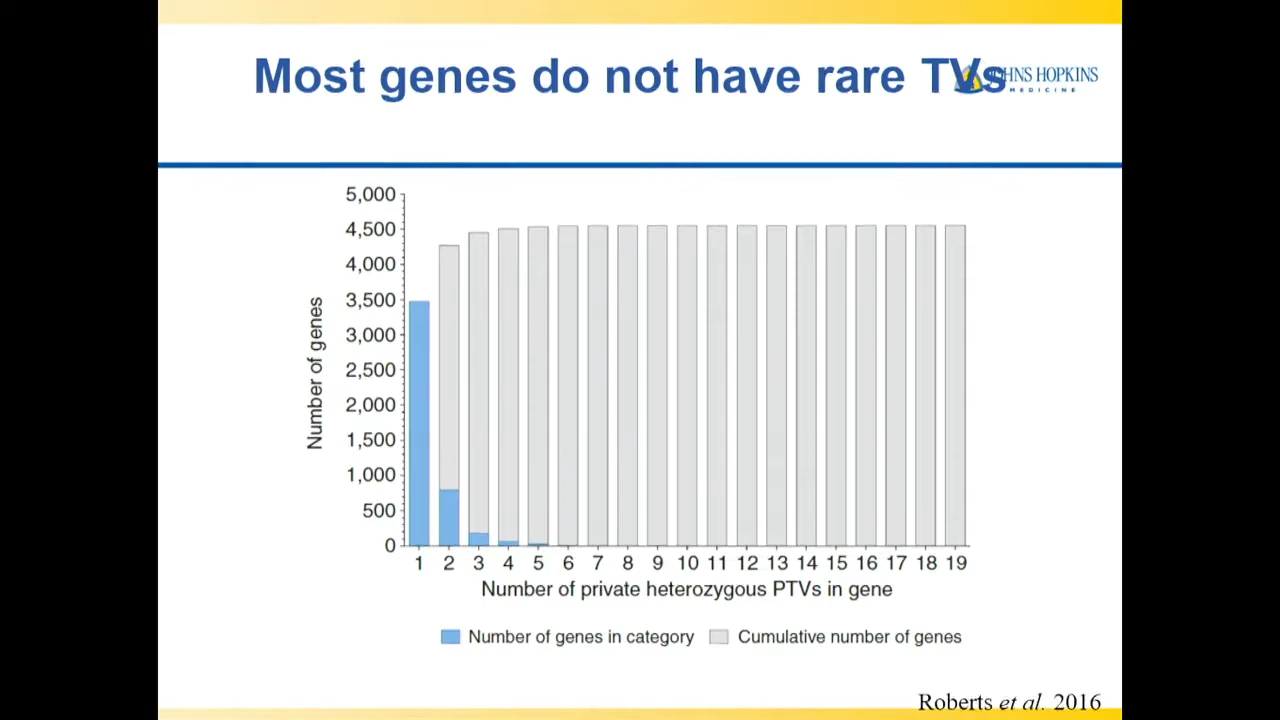 Most genes do not have rare TVs
JOHNS HOPKINS
MEDICINE
5,000
4,500
4,000
3,500
3,000
2,500
2,000
1,500
1,000
500
0
Number of genes
1 2 3 4 5 6 7 8 9 10 11 12 13 14 15 16 17 18 19
Number of private heterozygous PTVs in gene
Number of genes in category
Cumulative number of genes
Roberts et al. 2016